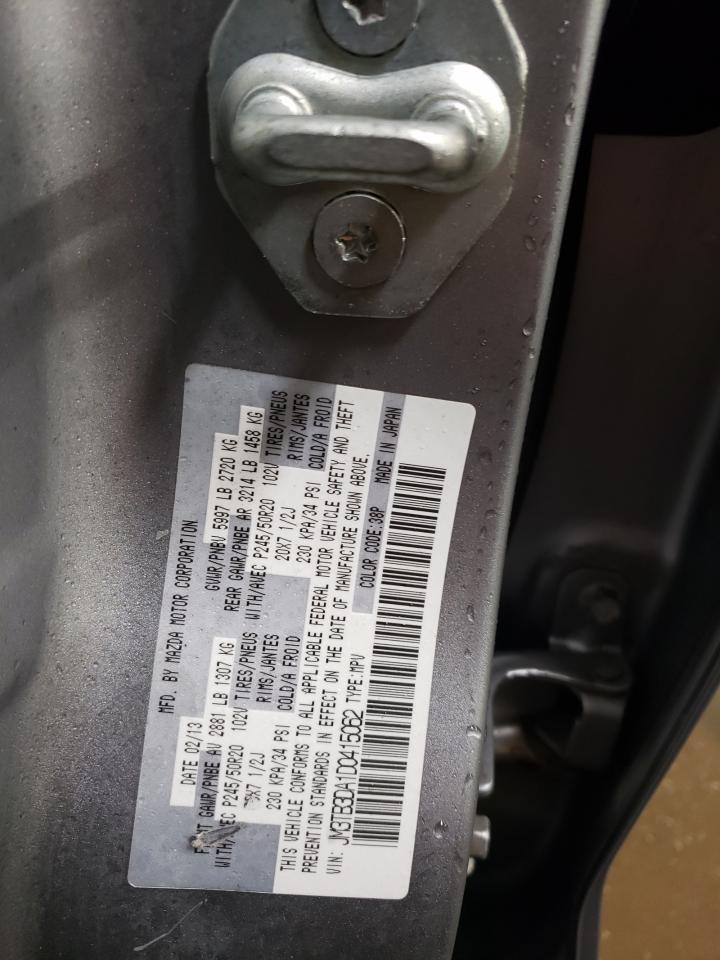 MFD. BY MAZDA MOTOR CORPORATION
DATE 02/13 GVWR/PNBV 5997 LB 2720 KG
GAWR/PNBE AV 2881 LB 1307 KG REAR GAWR/PNBE AR 3214 LB 1458 KG
WITH/AVEC P245/50R20 102V TIRES/PNEUS WITH/AVEC P245/50R20 102V TIRES/PNEUS
7 1/2J RIMS/JANTES 20X7 1/2J RIMS/JANTES
230 KPA/34 PSI COLD/A FROID 230 KPA/34 PSI COLD/A FROID
THIS VEHICLE CONFORMS TO ALL APPLICABLE FEDERAL MOTOR VEHICLE SAFETY AND THEFT
PREVENTION STANDARDS IN EFFECT ON THE DATE OF MANUFACTURE SHOWN ABOVE.
VIN: JM3TB3DA1D0415062 TYPE:MPV COLOR CODE:38P MADE IN JAPAN